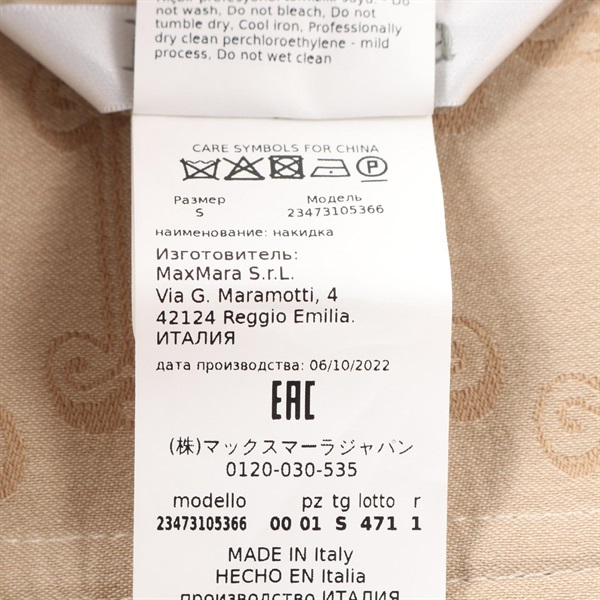 not wash, Do not bleach, Do not
tumble dry, Cool iron, Professionally
dry clean perchloroethylene - mild
process, Do not wet clean
CARE SYMBOLS FOR CHINA
P
Размер
S
Модель
23473105366
наименование: накидка
Изготовитель:
MaxMara S.r.L.
Via G. Maramotti, 4
42124 Reggio Emilia.
ИТАЛИЯ
дата производства: 06/10/2022
EAC
(株)マックスマーラジャパン
0120-030-535
modello pz tg lotto r
23473105366 00 01 S 471 1
MADE IN Italy
HECHO EN Italia
производство ИТАЛИЯ